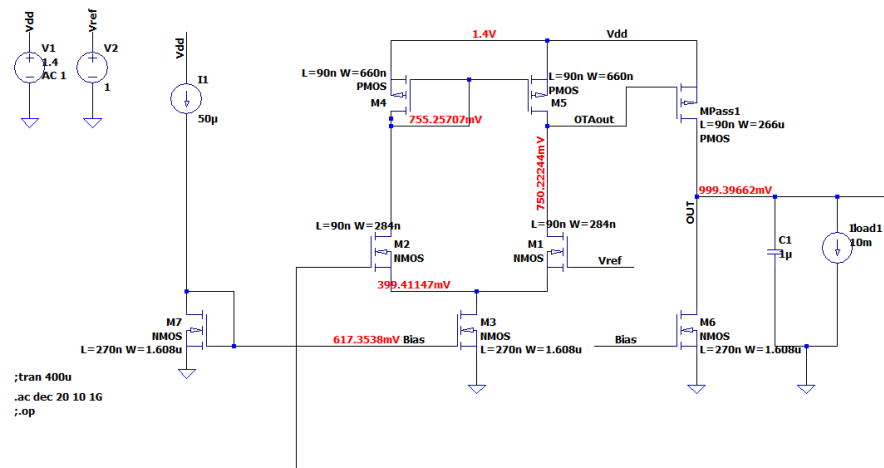 Vdd
V1
1.4
AC 1
Vref
V2
1
Vdd
I1
50µ
1.4V
Vdd
L=90n W=660n
PMOS
M4
L=90n W=660n
PMOS
M5
MPass1
L=90n W=266u
PMOS
755.25707mV
OTAout
750.22244mV
999.39662mV
OUT
C1
1µ
Iload1
10m
L=90n W=284n
M2
NMOS
L=90n W=284n
M1
NMOS
Vref
399.41147mV
M7
NMOS
L=270n W=1.608u
617.3538mV Bias
M3
NMOS
L=270n W=1.608u
Bias
M6
NMOS
L=270n W=1.608u
;tran 400u
.ac dec 20 10 1G
;.op